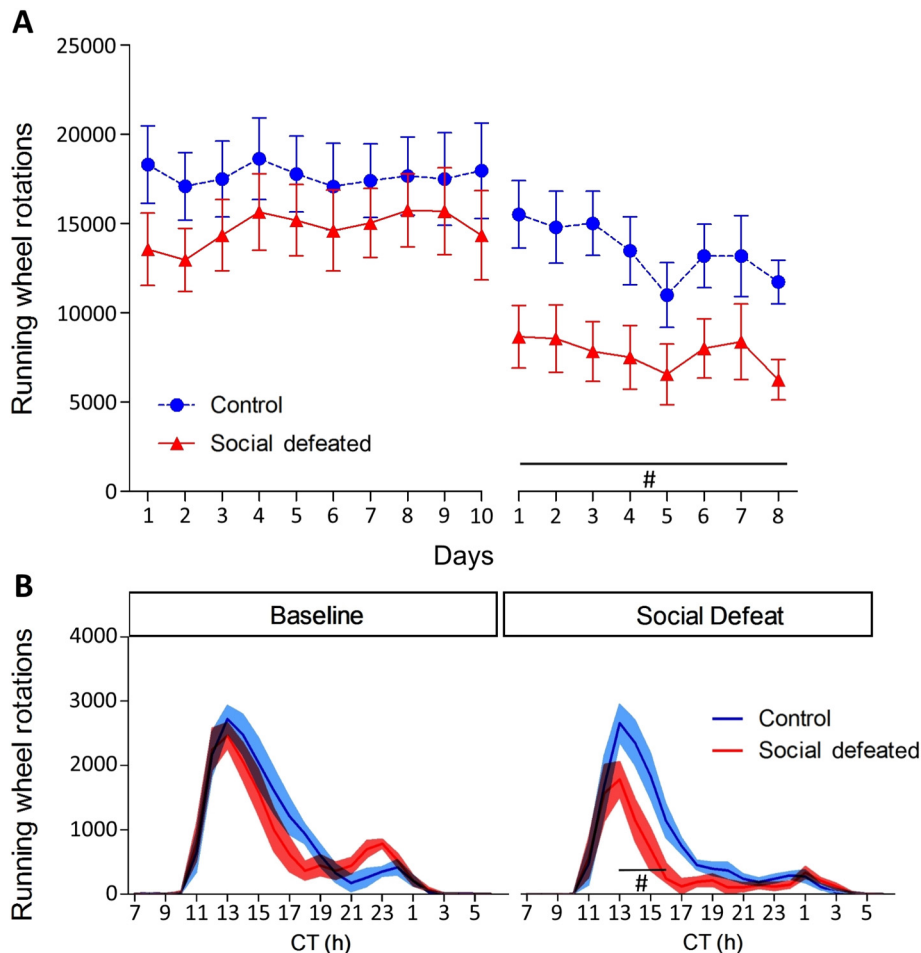 A
Running wheel rotations
25000
20000
15000
10000
5000
0
Control
Social defeated
#
1 2 3 4 5 6 7 8 9 10 1 2 3 4 5 6 7 8
Days
B
Baseline Social Defeat
Running wheel rotations
4000
3000
2000
1000
0
Control
Social defeated
#
7 9 11 13 15 17 19 21 23 1 3 5 7 9 11 13 15 17 19 21 23 1 3 5
CT (h) CT (h)